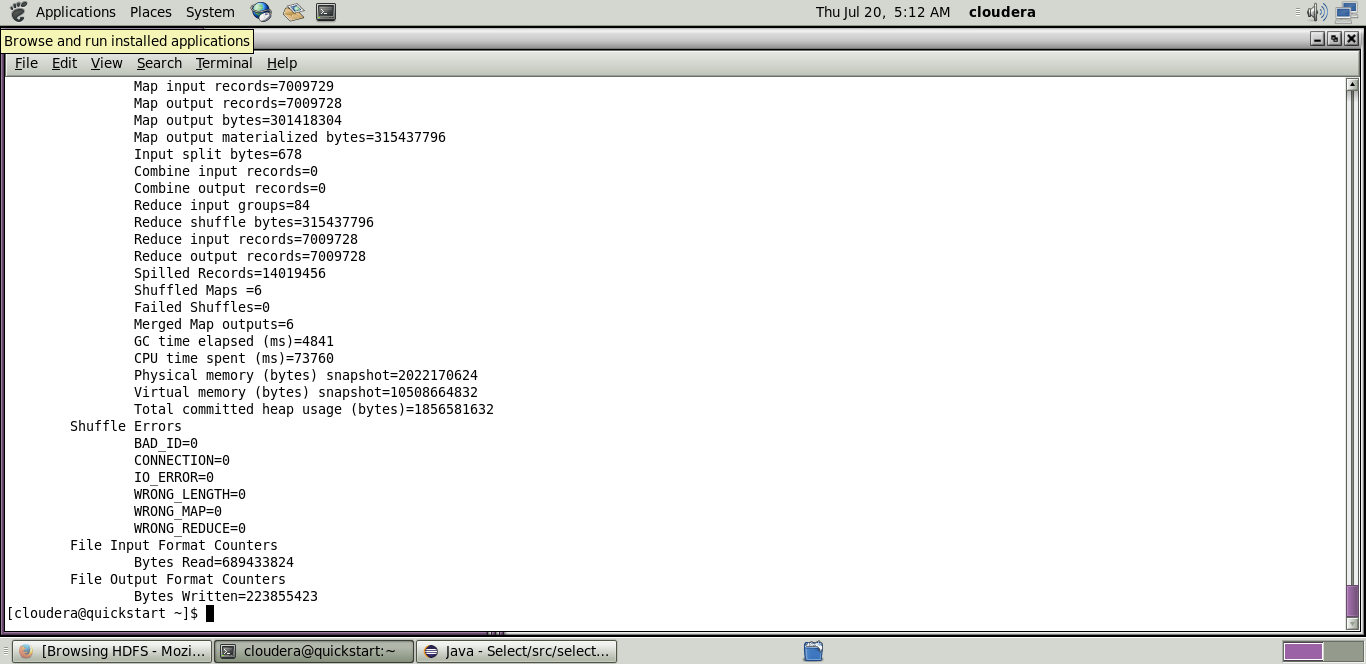 Applications Places System Thu Jul 20, 5:12 AM cloudera
Browse and run installed applications
File Edit View Search Terminal Help
Map input records=7009729
Map output records=7009728
Map output bytes=301418304
Map output materialized bytes=315437796
Input split bytes=678
Combine input records=0
Combine output records=0
Reduce input groups=84
Reduce shuffle bytes=315437796
Reduce input records=7009728
Reduce output records=7009728
Spilled Records=14019456
Shuffled Maps =6
Failed Shuffles=0
Merged Map outputs=6
GC time elapsed (ms)=4841
CPU time spent (ms)=73760
Physical memory (bytes) snapshot=2022170624
Virtual memory (bytes) snapshot=10508664832
Total committed heap usage (bytes)=1856581632
Shuffle Errors
BAD_ID=0
CONNECTION=0
IO_ERROR=0
WRONG_LENGTH=0
WRONG_MAP=0
WRONG_REDUCE=0
File Input Format Counters
Bytes Read=689433824
File Output Format Counters
Bytes Written=223855423
[cloudera@quickstart ~]$
[Browsing HDFS - Mozi... cloudera@quickstart:~ Java - Select/src/select...